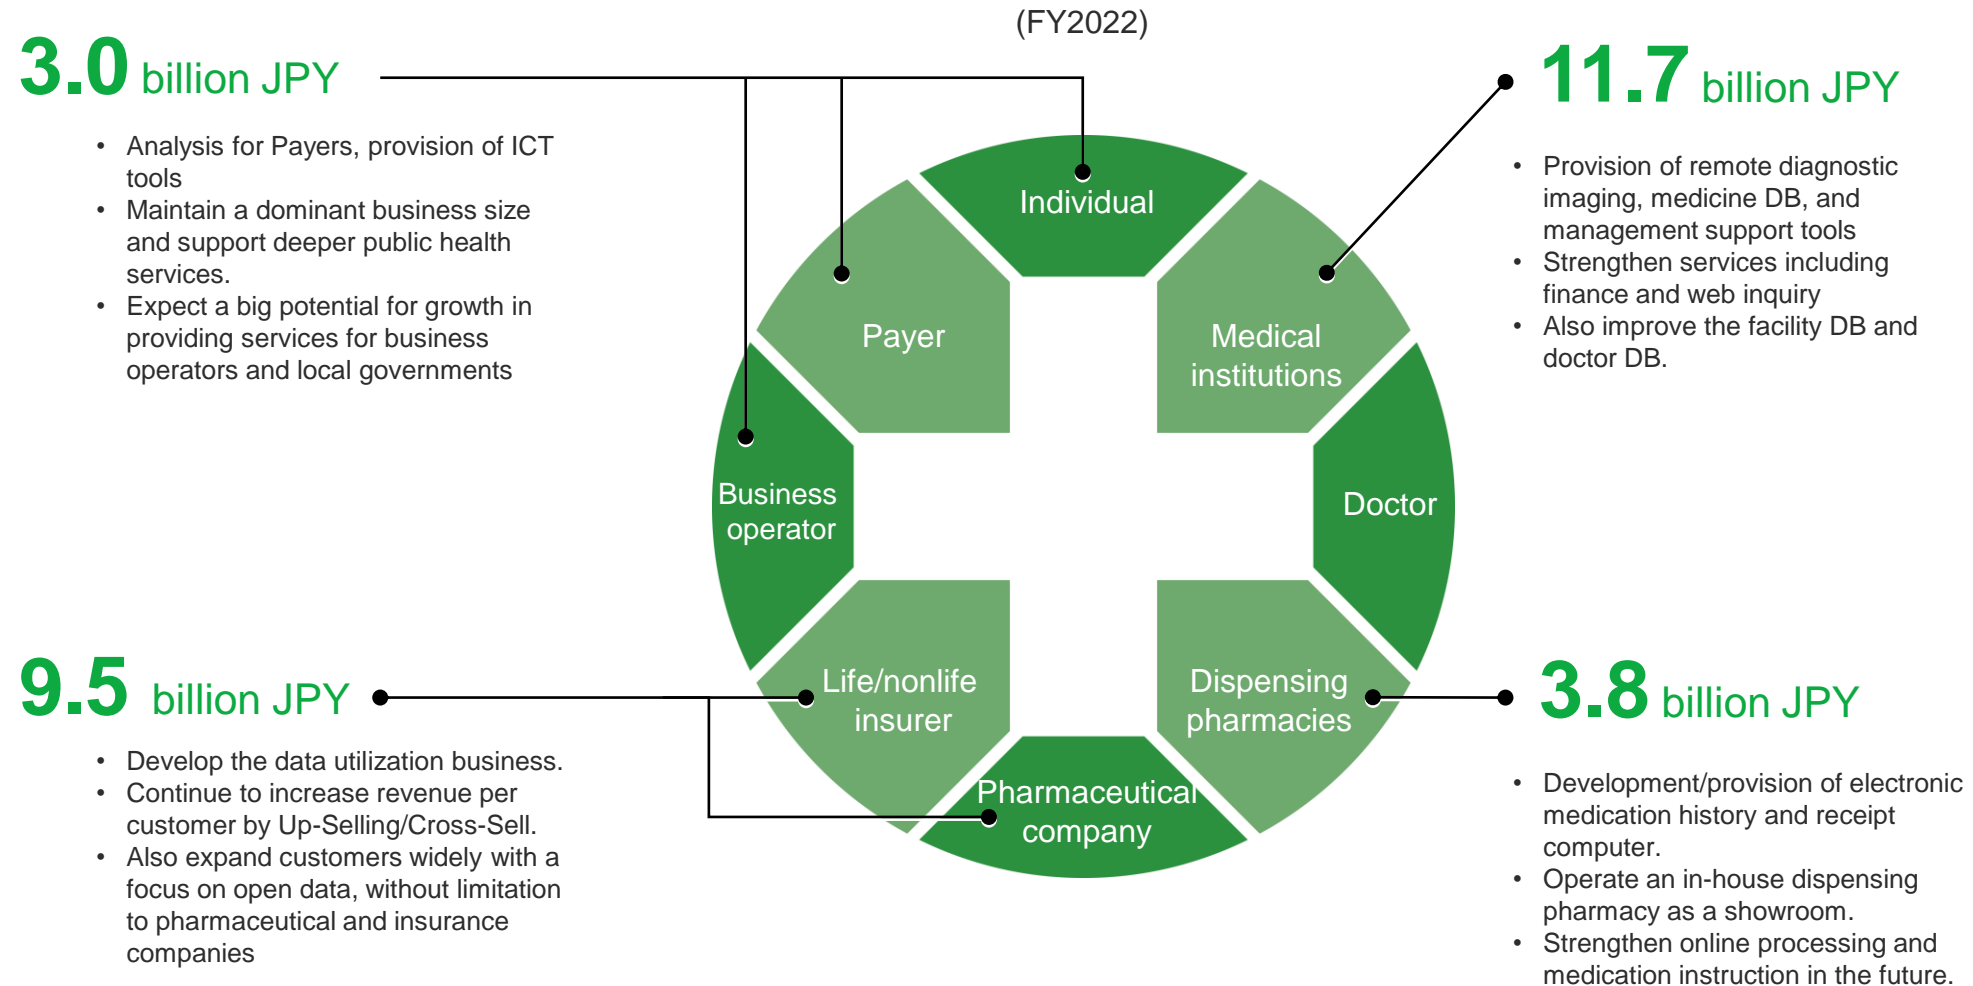 (FY2022)
3.0 billion JPY
• Analysis for Payers, provision of ICT
tools
• Maintain a dominant business size
and support deeper public health
services.
• Expect a big potential for growth in
providing services for business
operators and local governments
11.7 billion JPY
• Provision of remote diagnostic
imaging, medicine DB, and
management support tools
• Strengthen services including
finance and web inquiry
• Also improve the facility DB and
doctor DB.
Individual
Payer
Medical
institutions
Business
operator
Doctor
Life/nonlife
insurer
Dispensing
pharmacies
Pharmaceutical
company
9.5 billion JPY
• Develop the data utilization business.
• Continue to increase revenue per
customer by Up-Selling/Cross-Sell.
• Also expand customers widely with a
focus on open data, without limitation
to pharmaceutical and insurance
companies
3.8 billion JPY
• Development/provision of electronic
medication history and receipt
computer.
• Operate an in-house dispensing
pharmacy as a showroom.
• Strengthen online processing and
medication instruction in the future.